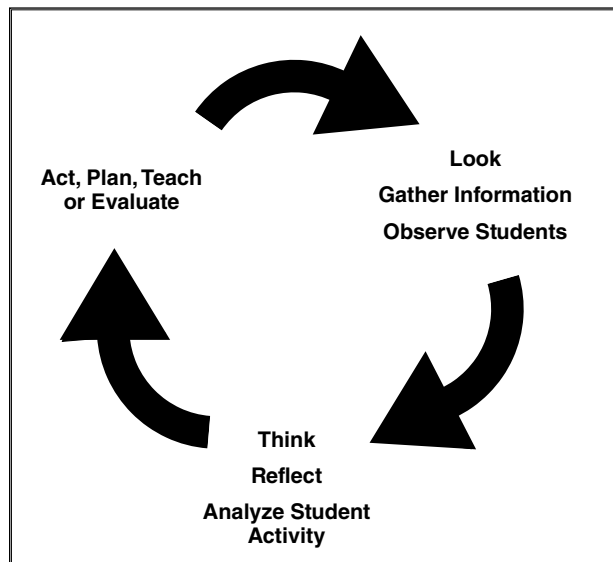 Act, Plan, Teach
or Evaluate
Look
Gather Information
Observe Students
Think
Reflect
Analyze Student
Activity